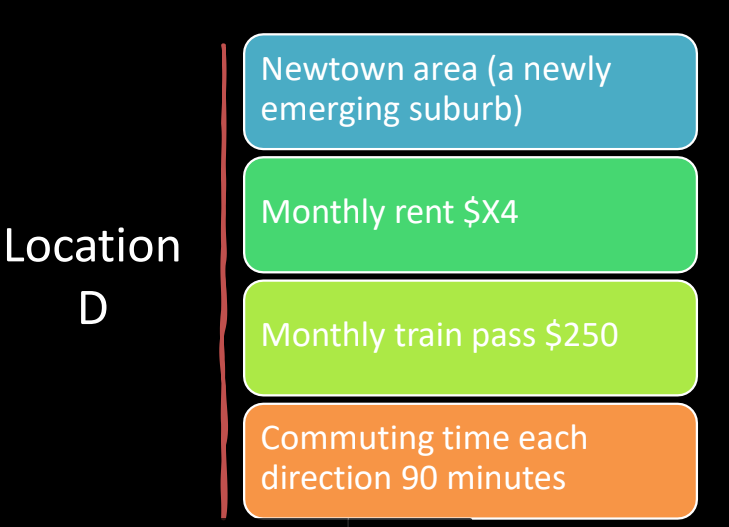 Location
D
Newtown area (a newly
emerging suburb)
Monthly rent $X4
Monthly train pass $250
Commuting time each
direction 90 minutes